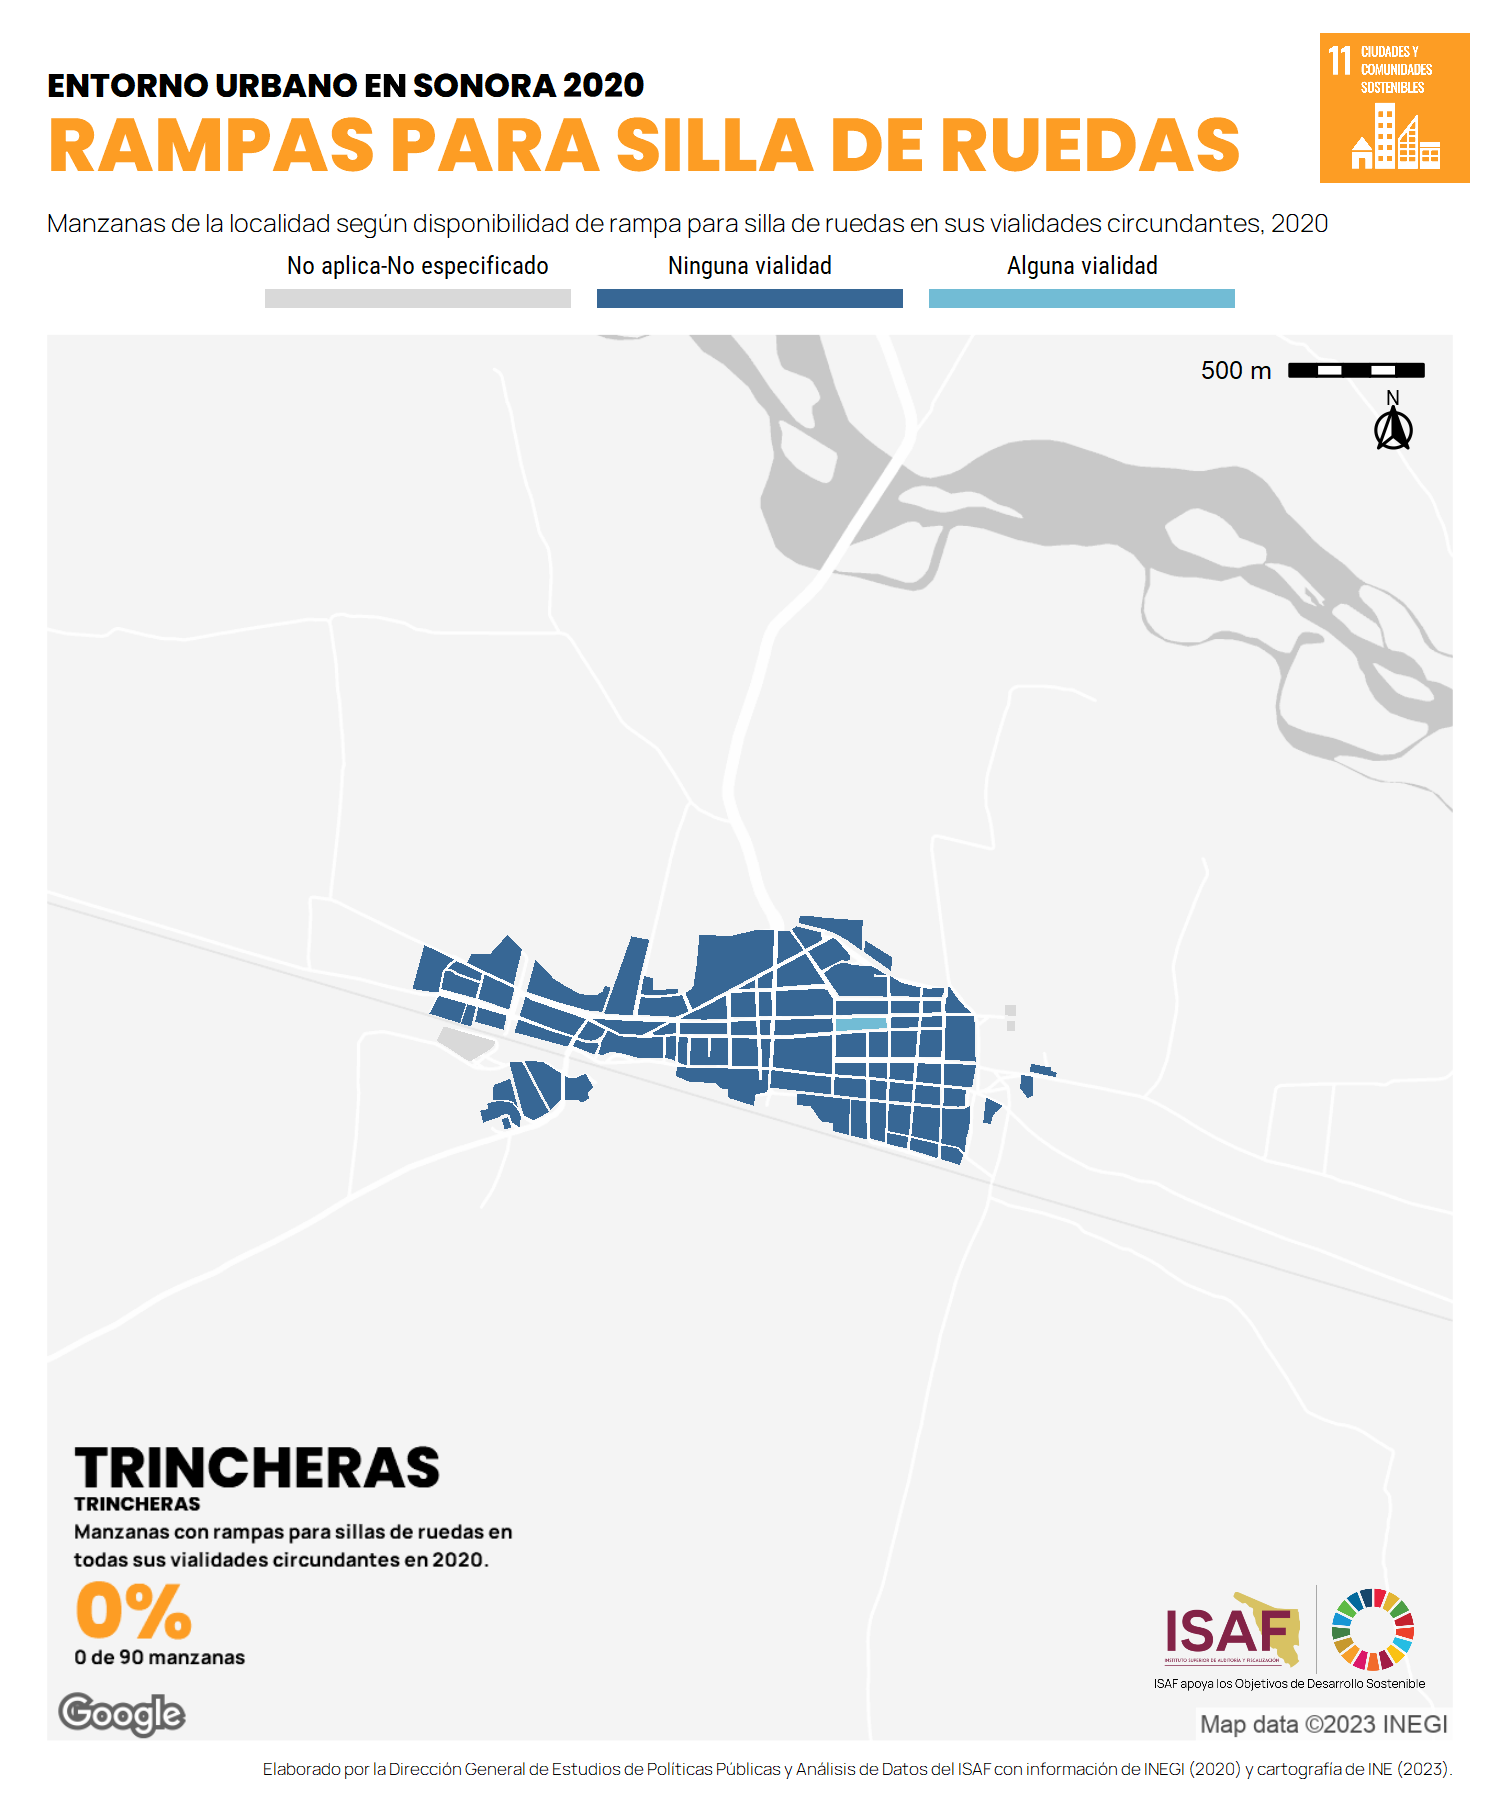 ENTORNO URBANO EN SONORA 2020
RAMPAS PARA SILLA DE RUEDAS
11 CIUDADES Y
COMUNIDADES
SOSTENIBLES
Manzanas de la localidad según disponibilidad de rampa para silla de ruedas en sus vialidades circundantes, 2020
No aplica-No especificado Ninguna vialidad Alguna vialidad
500 m
N
TRINCHERAS
TRINCHERAS
Manzanas con rampas para sillas de ruedas en
todas sus vialidades circundantes en 2020.
0%
0 de 90 manzanas
ISAF
INSTITUTO SUPERIOR DE AUDITORÍA Y FISCALIZACIÓN
ISAF apoya los Objetivos de Desarrollo Sostenible
Google
Map data ©2023 INEGI
Elaborado por la Dirección General de Estudios de Políticas Públicas y Análisis de Datos del ISAF con información de INEGI (2020) y cartografía de INE (2023).